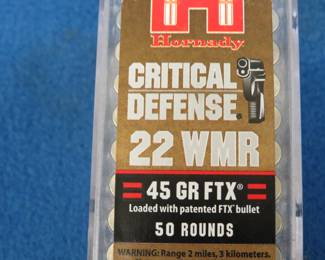 H
Hornady
CRITICAL
DEFENSE®
22 WMR
45 GR FTX®
Loaded with patented FTX® bullet
50 ROUNDS
WARNING: Range 2 miles, 3 kilometers.